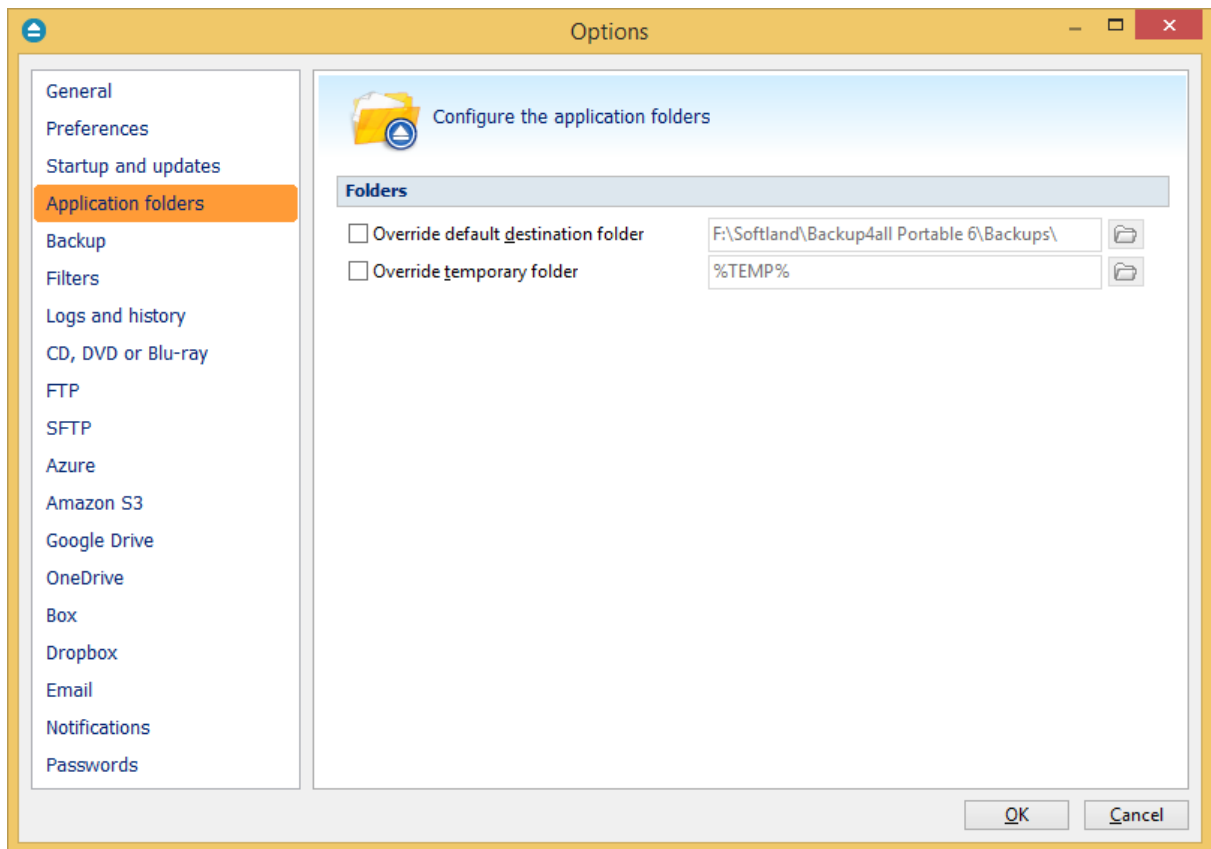 Options
General
Preferences
Startup and updates
Application folders
Backup
Filters
Logs and history
CD, DVD or Blu-ray
FTP
SFTP
Azure
Amazon S3
Google Drive
OneDrive
Box
Dropbox
Email
Notifications
Passwords
Configure the application folders
Folders
Override default destination folder F:\Softland\Backup4all Portable 6\Backups\
Override temporary folder %TEMP%
OK Cancel